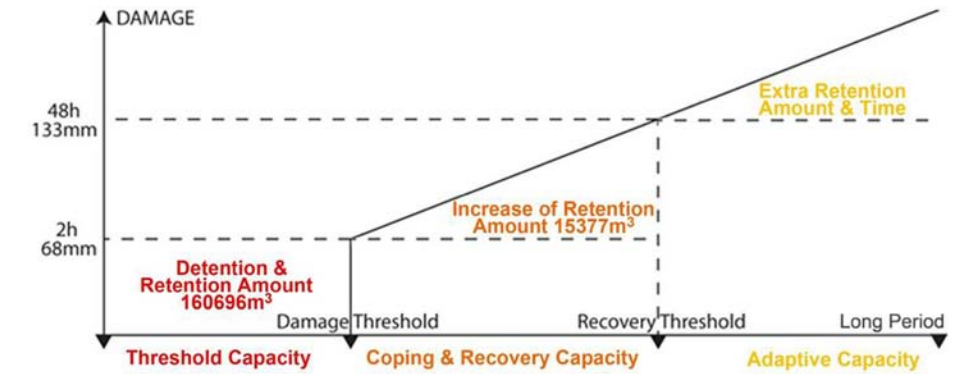 DAMAGE
48h
133mm
Extra Retention
Amount & Time
2h
68mm
Increase of Retention
Amount 15377m³
Detention &
Retention Amount
160696m³
Damage Threshold
Recovery Threshold
Long Period
Threshold Capacity
Coping & Recovery Capacity
Adaptive Capacity